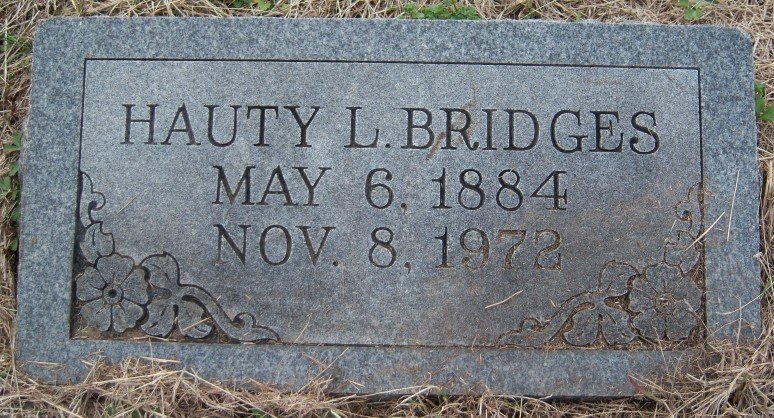 HAUTY L. BRIDGES
MAY 6, 1884
NOV. 8, 1972